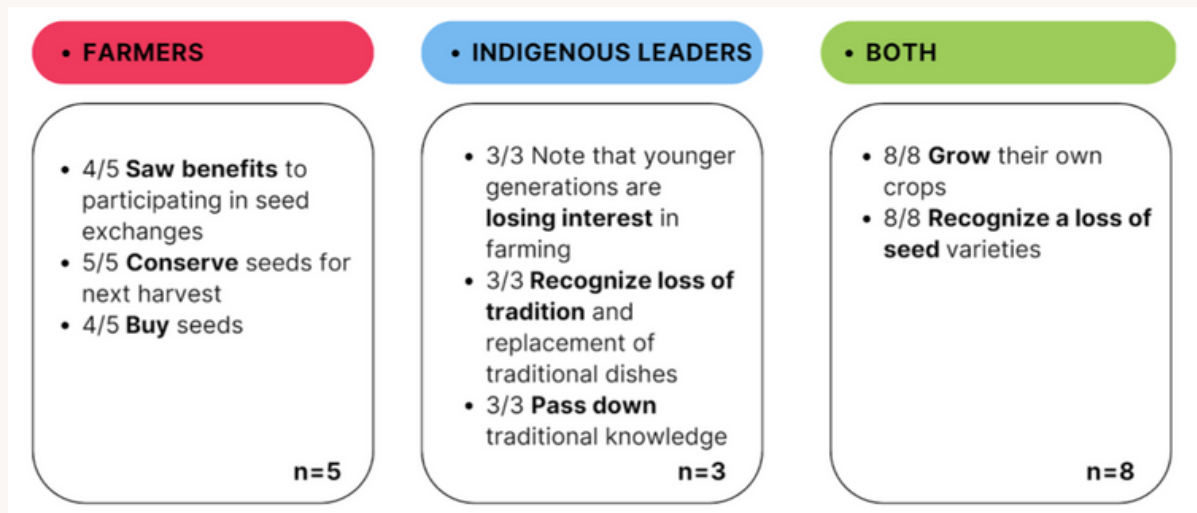 • FARMERS
• 4/5 Saw benefits to
participating in seed
exchanges
• 5/5 Conserve seeds for
next harvest
• 4/5 Buy seeds
n=5
• INDIGENOUS LEADERS
• 3/3 Note that younger
generations are
losing interest in
farming
• 3/3 Recognize loss of
tradition and
replacement of
traditional dishes
• 3/3 Pass down
traditional knowledge
n=3
• BOTH
• 8/8 Grow their own
crops
• 8/8 Recognize a loss of
seed varieties
n=8